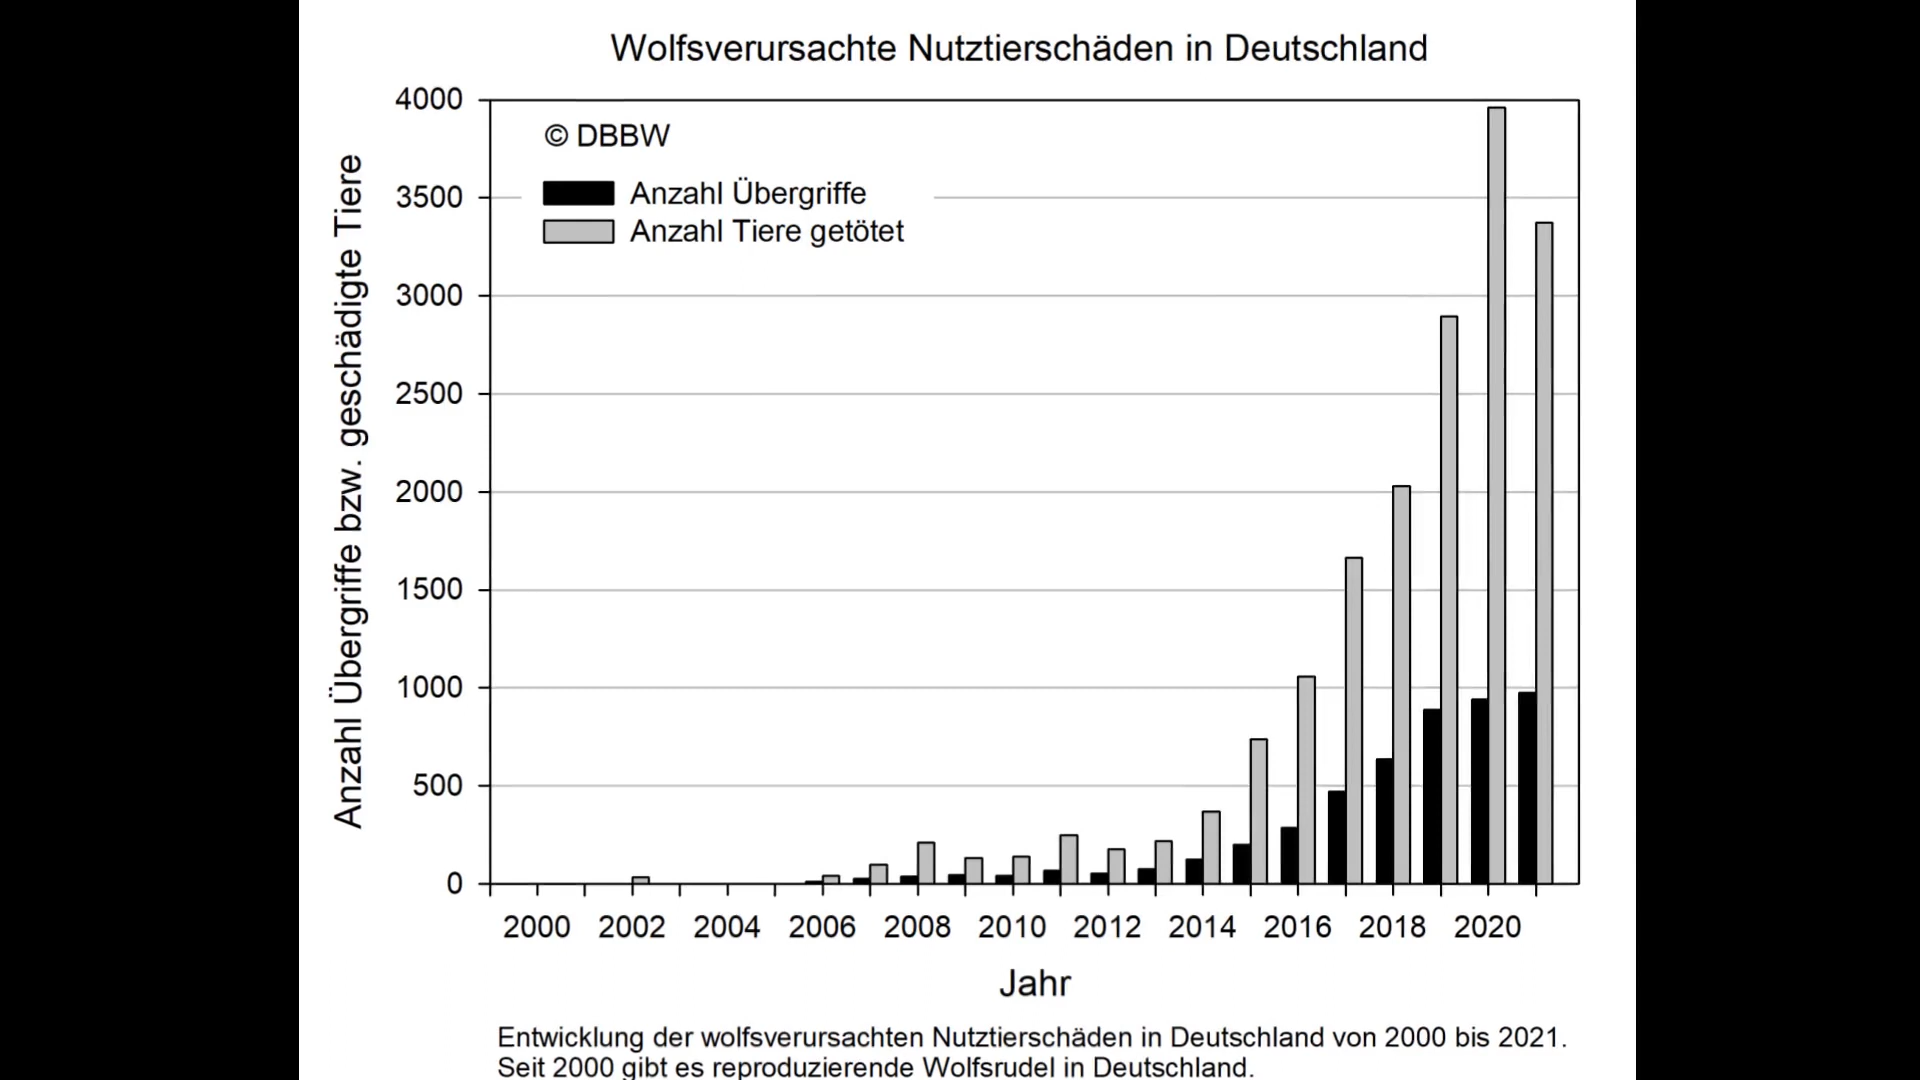 Wolfsverursachte Nutztierschäden in Deutschland
© DBBW
Anzahl Übergriffe
Anzahl Tiere getötet
Anzahl Übergriffe bzw. geschädigte Tiere
4000
3500
3000
2500
2000
1500
1000
500
0
2000 2002 2004 2006 2008 2010 2012 2014 2016 2018 2020
Jahr
Entwicklung der wolfsverursachten Nutztierschäden in Deutschland von 2000 bis 2021.
Seit 2000 gibt es reproduzierende Wolfsrudel in Deutschland.